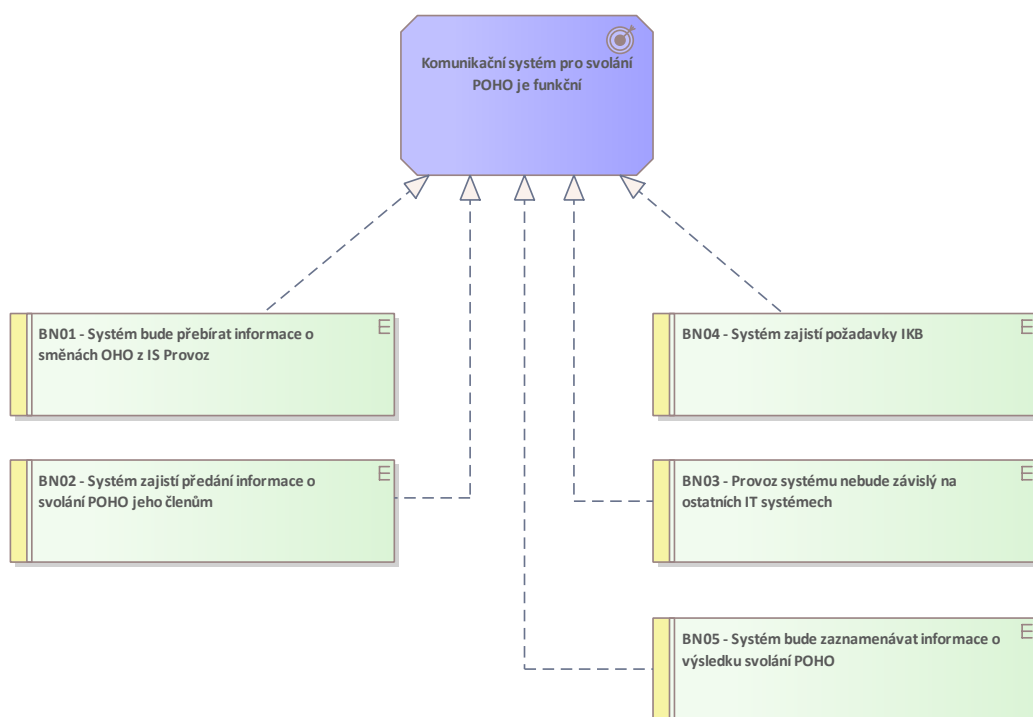 Komunikační systém pro svolání
POHO je funkční
BN01 - Systém bude přebírat informace o
směnách OHO z IS Provoz
BN04 - Systém zajistí požadavky IKB
BN02 - Systém zajistí předání informace o
svolání POHO jeho členům
BN03 - Provoz systému nebude závislý na
ostatních IT systémech
BN05 - Systém bude zaznamenávat informace o
výsledku svolání POHO